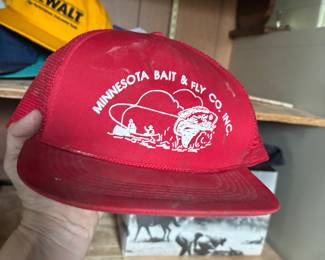 DEWALT
MINNESOTA BAIT & FLY CO. INC.